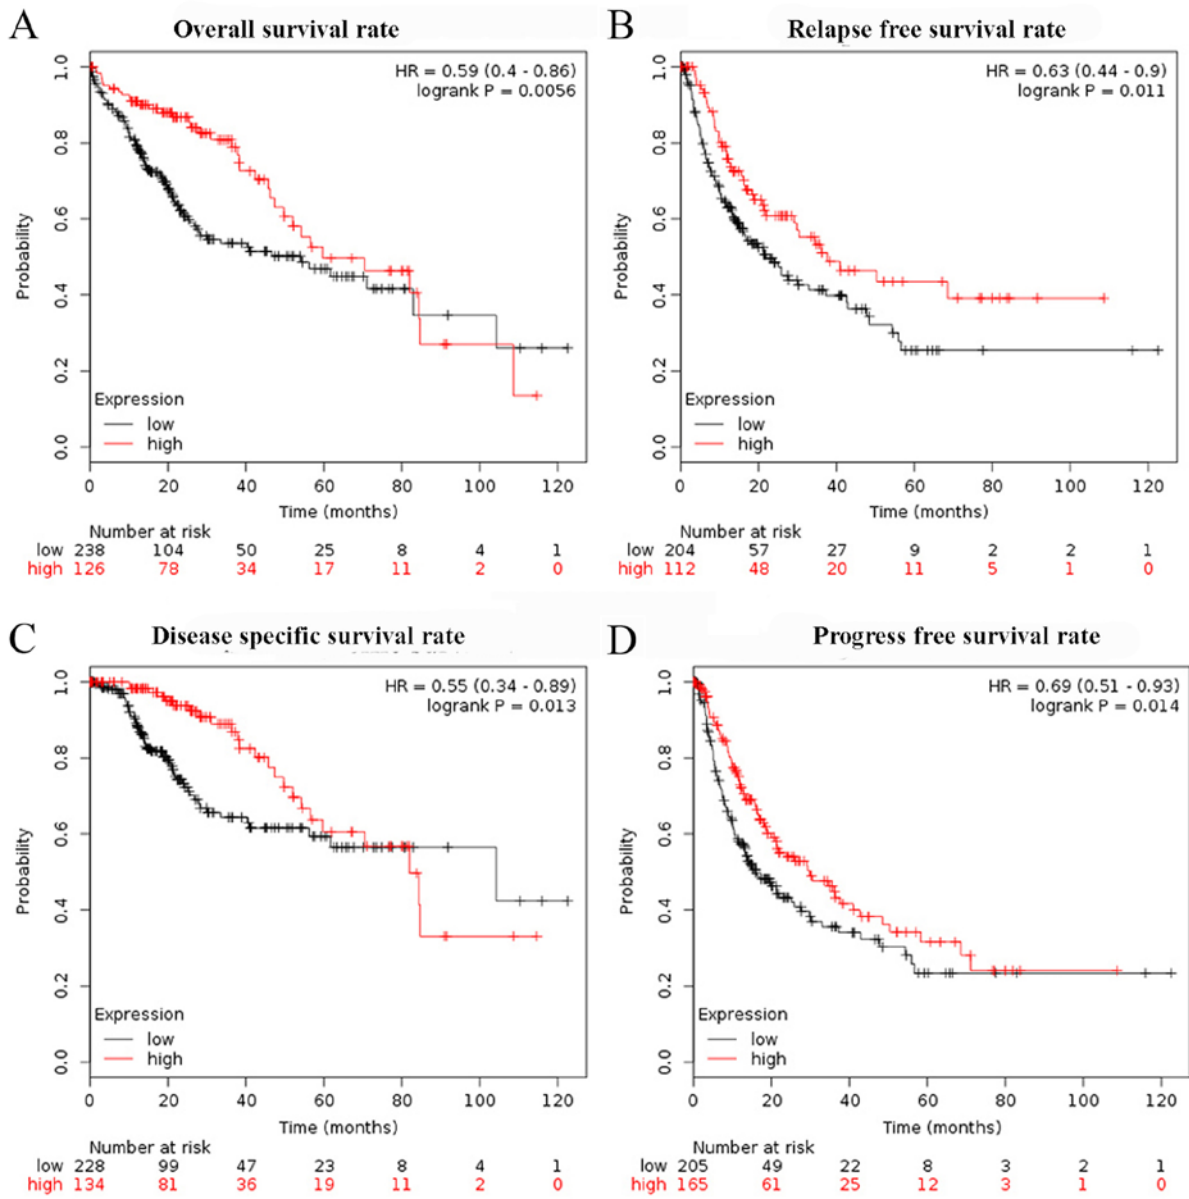 A
Overall survival rate
HR = 0.59 (0.4 - 0.86)
logrank P = 0.0056
Probability
1.0
0.8
0.6
0.4
0.2
0.0
Expression
low
high
0 20 40 60 80 100 120
Time (months)
Number at risk
low 238 104 50 25 8 4 1
high 126 78 34 17 11 2 0
B
Relapse free survival rate
HR = 0.63 (0.44 - 0.9)
logrank P = 0.011
Probability
1.0
0.8
0.6
0.4
0.2
0.0
Expression
low
high
0 20 40 60 80 100 120
Time (months)
Number at risk
low 204 57 27 9 2 2 1
high 112 48 20 11 5 1 0
C
Disease specific survival rate
HR = 0.55 (0.34 - 0.89)
logrank P = 0.013
Probability
1.0
0.8
0.6
0.4
0.2
0.0
Expression
low
high
0 20 40 60 80 100 120
Time (months)
Number at risk
low 228 99 47 23 8 4 1
high 134 81 36 19 11 2 0
D
Progress free survival rate
HR = 0.69 (0.51 - 0.93)
logrank P = 0.014
Probability
1.0
0.8
0.6
0.4
0.2
0.0
Expression
low
high
0 20 40 60 80 100 120
Time (months)
Number at risk
low 205 49 22 8 3 2 1
high 165 61 25 12 3 1 0